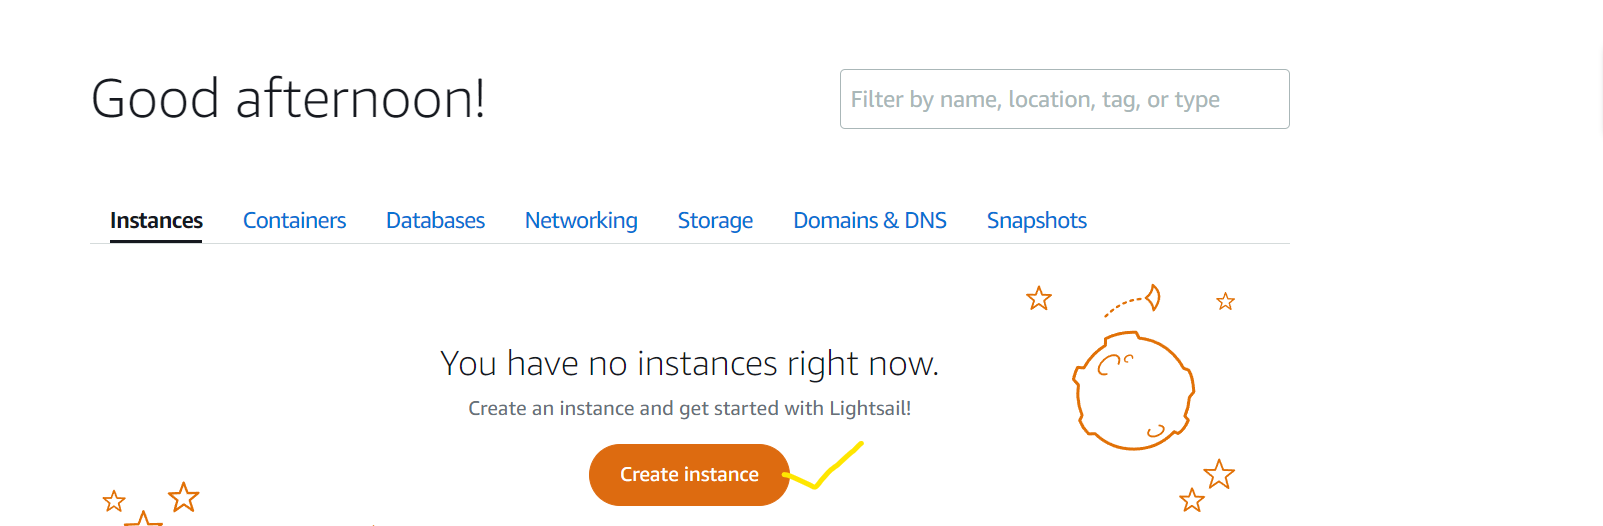 Good afternoon!
Filter by name, location, tag, or type
Instances Containers Databases Networking Storage Domains & DNS Snapshots
You have no instances right now.
Create an instance and get started with Lightsail!
Create instance